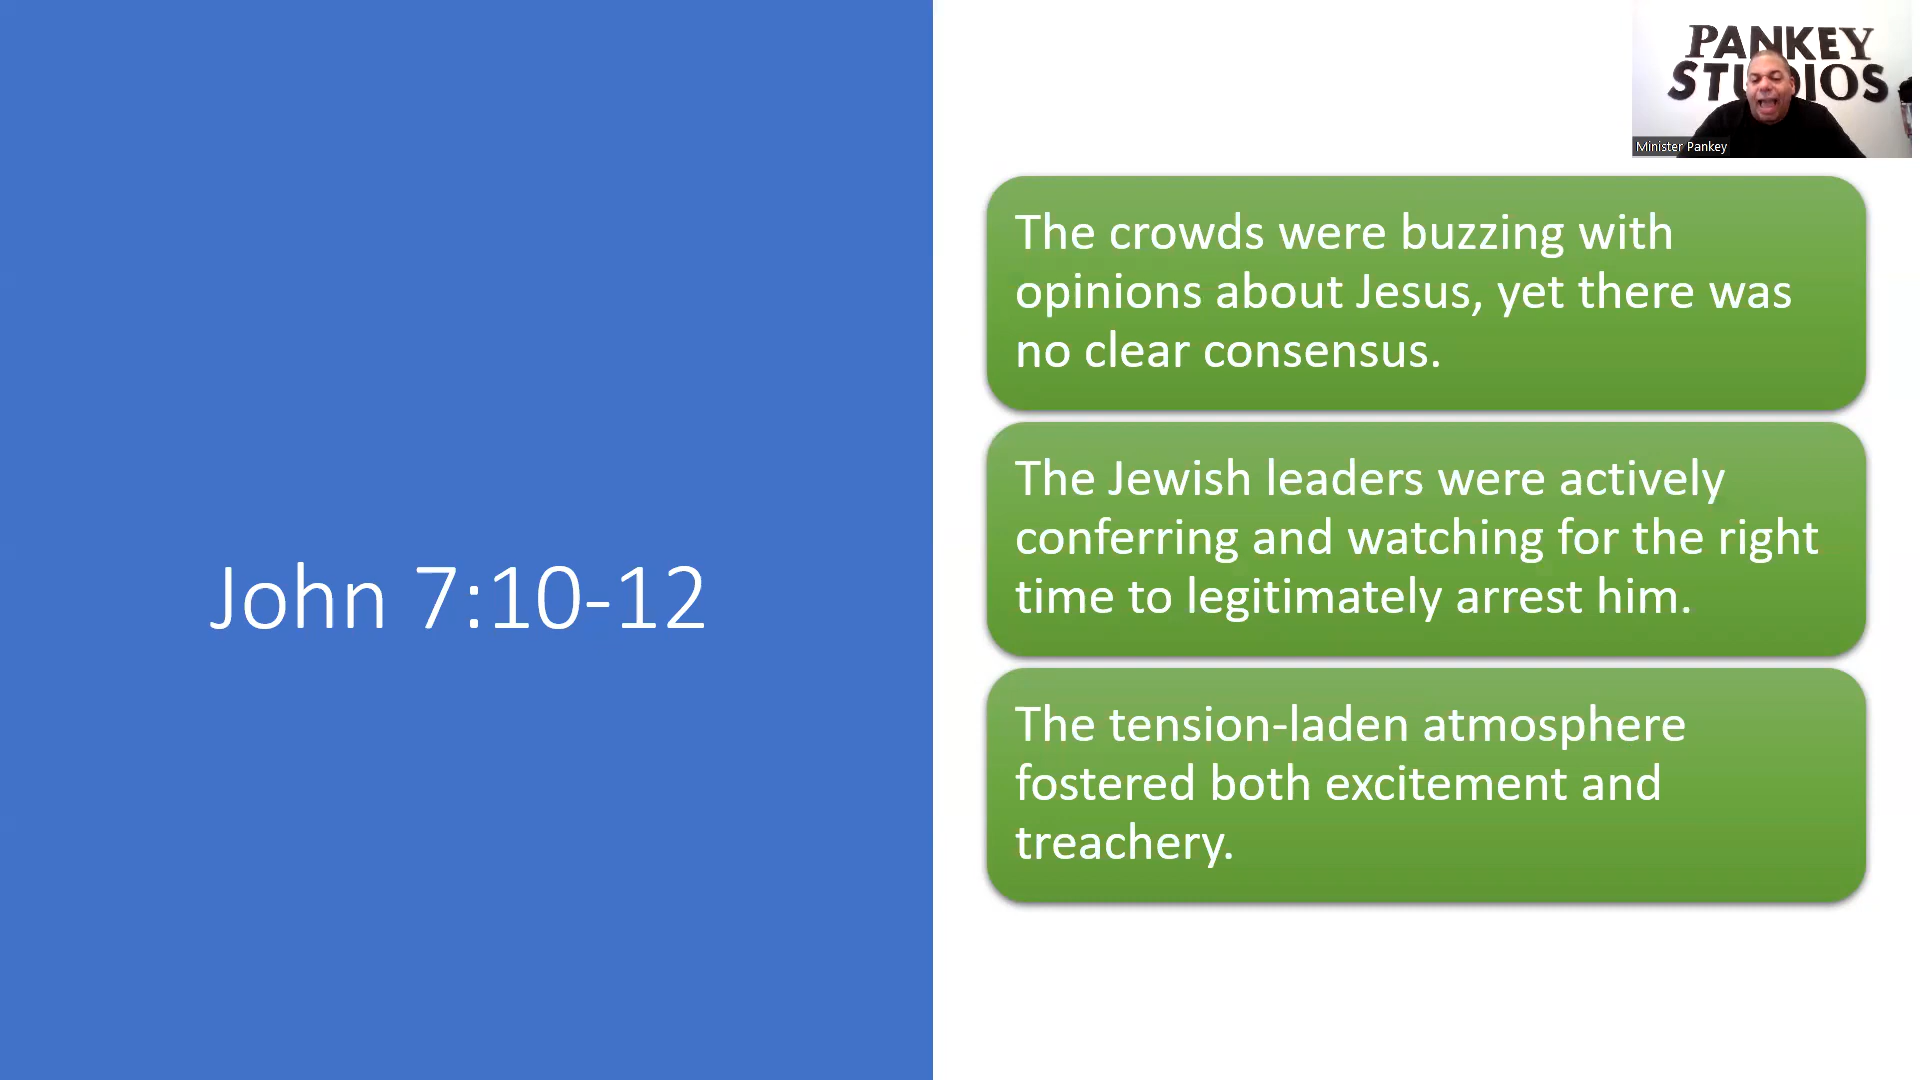 John 7:10-12
PANKEY
STUDIOS
Minister Pankey
The crowds were buzzing with
opinions about Jesus, yet there was
no clear consensus.
The Jewish leaders were actively
conferring and watching for the right
time to legitimately arrest him.
The tension-laden atmosphere
fostered both excitement and
treachery.